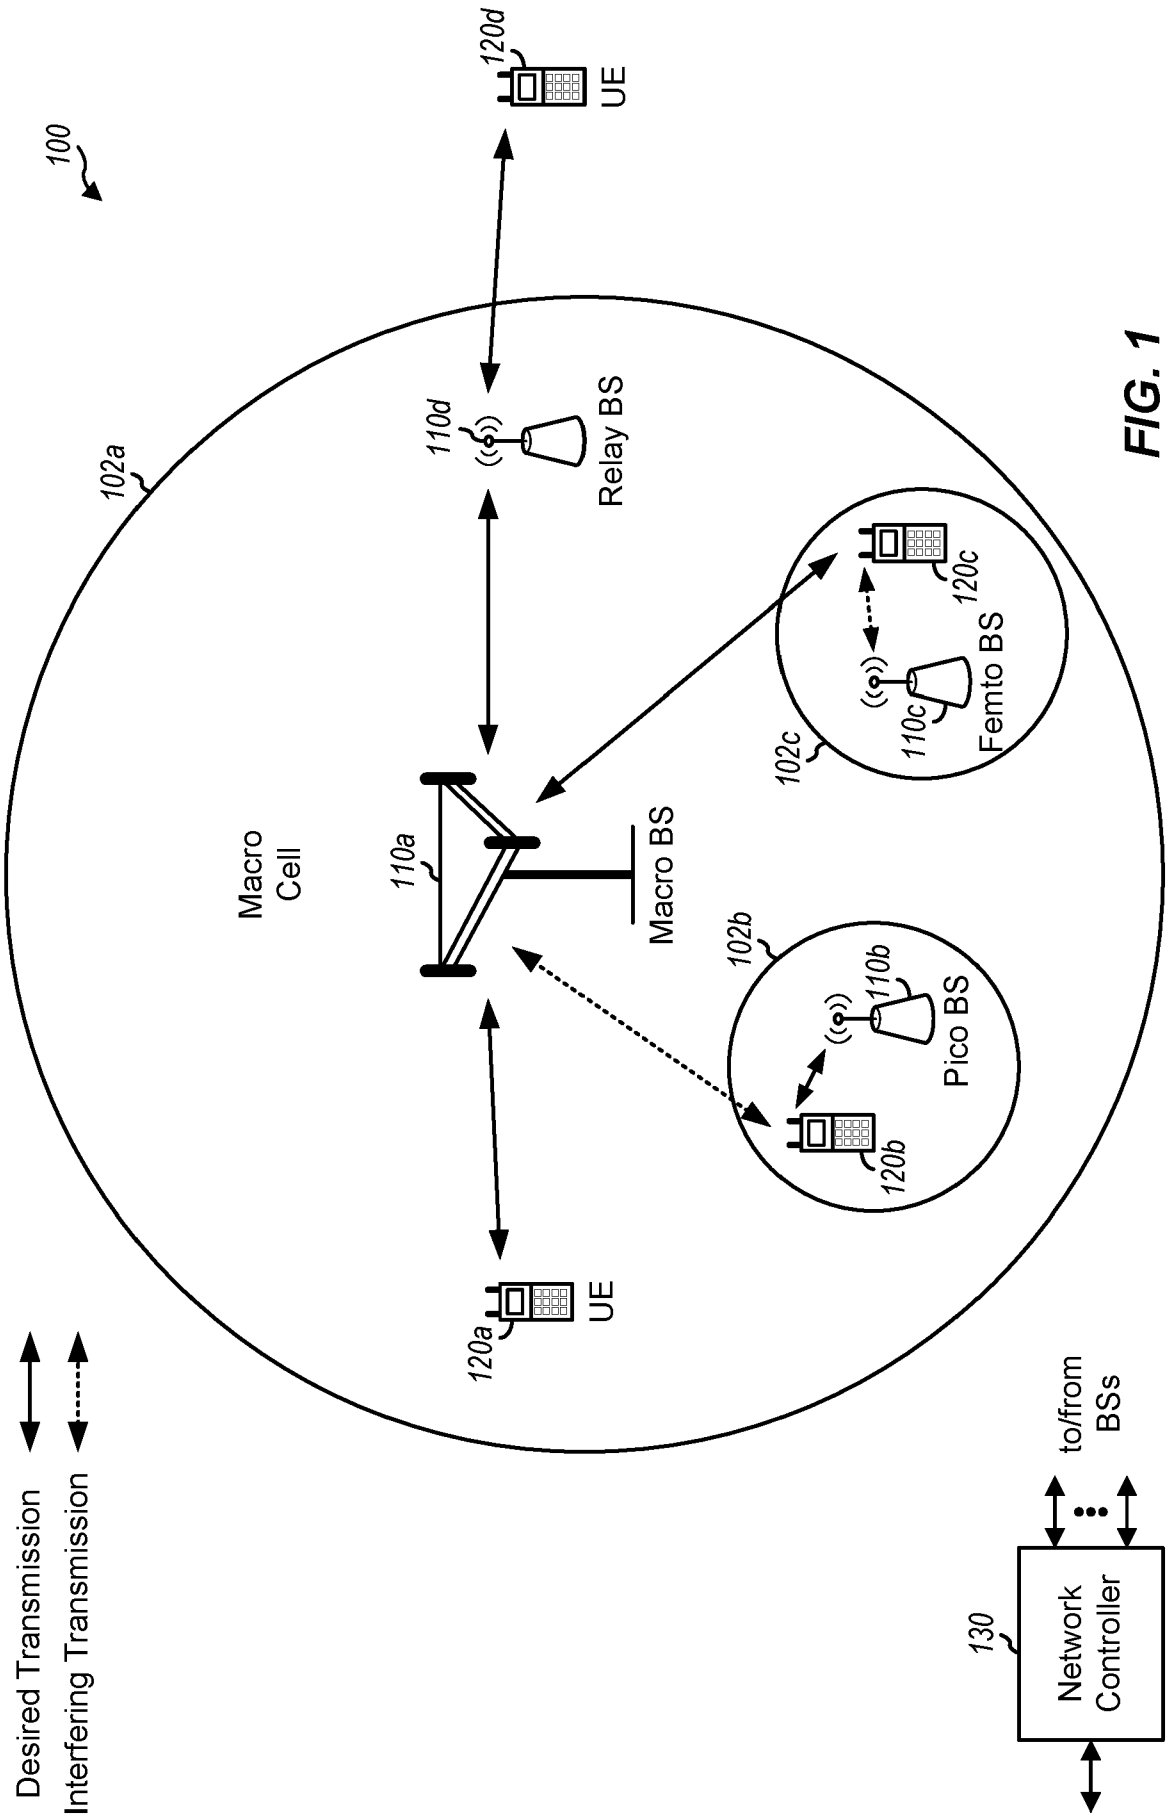 Desired Transmission
Interfering Transmission
100
102a
Macro
Cell
110a
Macro BS
110d
Relay BS
120d
UE
120a
UE
102b
110b
Pico BS
120b
102c
110c
Femto BS
120c
130
Network
Controller
to/from
BSs
FIG. 1